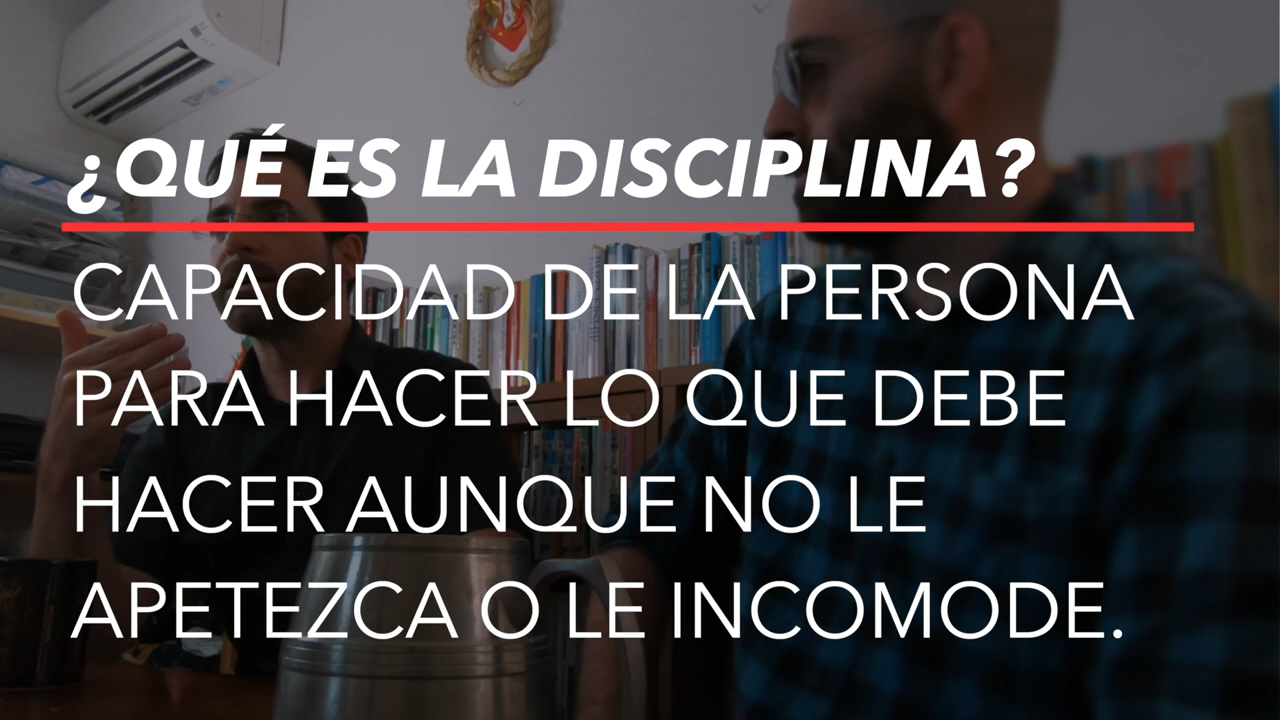 ¿QUÉ ES LA DISCIPLINA?
CAPACIDAD DE LA PERSONA
PARA HACER LO QUE DEBE
HACER AUNQUE NO LE
APETEZCA O LE INCOMODE.